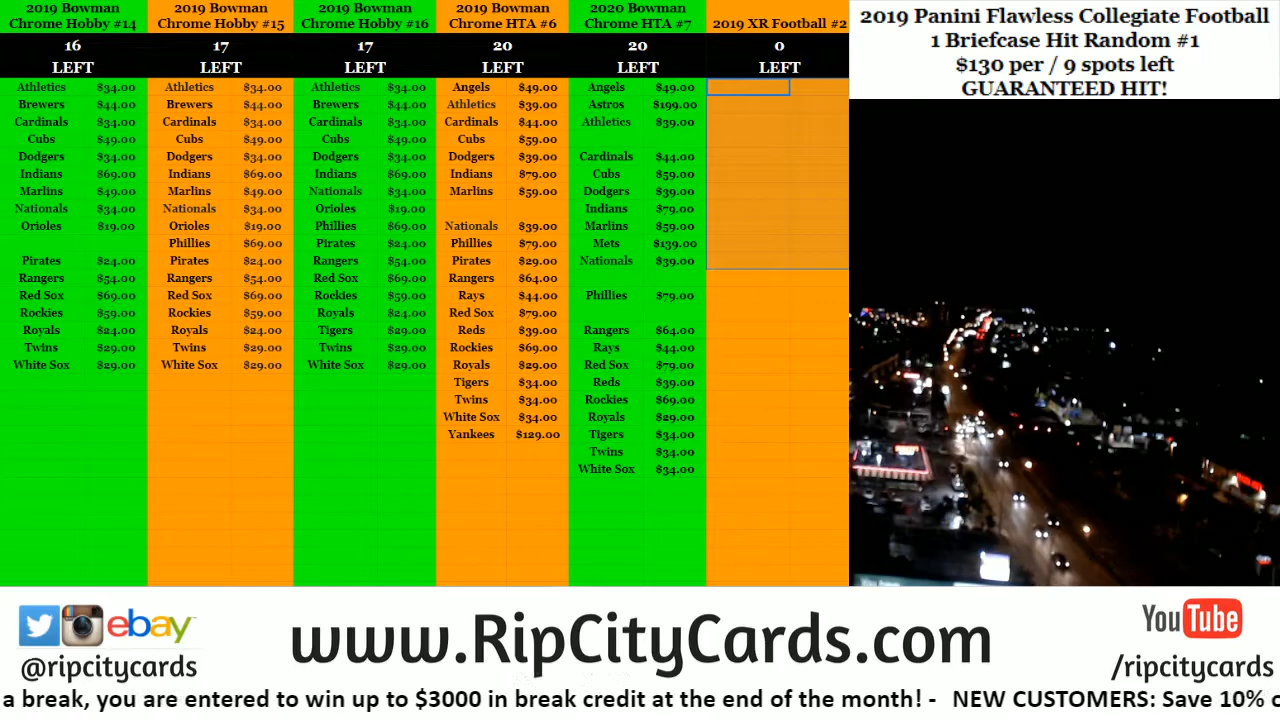 2019 Bowman
Chrome Hobby #14
16
LEFT
Athletics $34.00
Brewers $44.00
Cardinals $34.00
Cubs $49.00
Dodgers $34.00
Indians $69.00
Marlins $49.00
Nationals $34.00
Orioles $19.00
Pirates $24.00
Rangers $54.00
Red Sox $69.00
Rockies $59.00
Royals $24.00
Twins $29.00
White Sox $29.00
2019 Bowman
Chrome Hobby #15
17
LEFT
Athletics $34.00
Brewers $44.00
Cardinals $34.00
Cubs $49.00
Dodgers $34.00
Indians $69.00
Marlins $49.00
Nationals $34.00
Orioles $19.00
Phillies $69.00
Pirates $24.00
Rangers $54.00
Red Sox $69.00
Rockies $59.00
Royals $24.00
Twins $29.00
White Sox $29.00
2019 Bowman
Chrome Hobby #16
17
LEFT
Athletics $34.00
Brewers $44.00
Cardinals $34.00
Cubs $49.00
Dodgers $34.00
Indians $69.00
Nationals $34.00
Orioles $19.00
Phillies $69.00
Pirates $24.00
Rangers $54.00
Red Sox $69.00
Rockies $59.00
Royals $24.00
Tigers $29.00
Twins $29.00
White Sox $29.00
2019 Bowman
Chrome HTA #6
20
LEFT
Angels $49.00
Athletics $39.00
Cardinals $44.00
Cubs $59.00
Dodgers $39.00
Indians $79.00
Marlins $59.00
Nationals $39.00
Phillies $79.00
Pirates $29.00
Rangers $64.00
Rays $44.00
Red Sox $79.00
Reds $39.00
Rockies $69.00
Royals $29.00
Tigers $34.00
Twins $34.00
White Sox $34.00
Yankees $129.00
2020 Bowman
Chrome HTA #7
20
LEFT
Angels $49.00
Astros $199.00
Athletics $39.00
Cardinals $44.00
Cubs $59.00
Dodgers $39.00
Indians $79.00
Marlins $59.00
Mets $139.00
Nationals $39.00
Phillies $79.00
Rangers $64.00
Rays $44.00
Red Sox $79.00
Reds $39.00
Rockies $69.00
Royals $29.00
Tigers $34.00
Twins $34.00
White Sox $34.00
2019 XR Football #2
0
LEFT
2019 Panini Flawless Collegiate Football
1 Briefcase Hit Random #1
$130 per / 9 spots left
GUARANTEED HIT!
ebay
@ripcitycards
www.RipCityCards.com
YouTube
/ripcitycards
a break, you are entered to win up to $3000 in break credit at the end of the month! - NEW CUSTOMERS: Save 10%